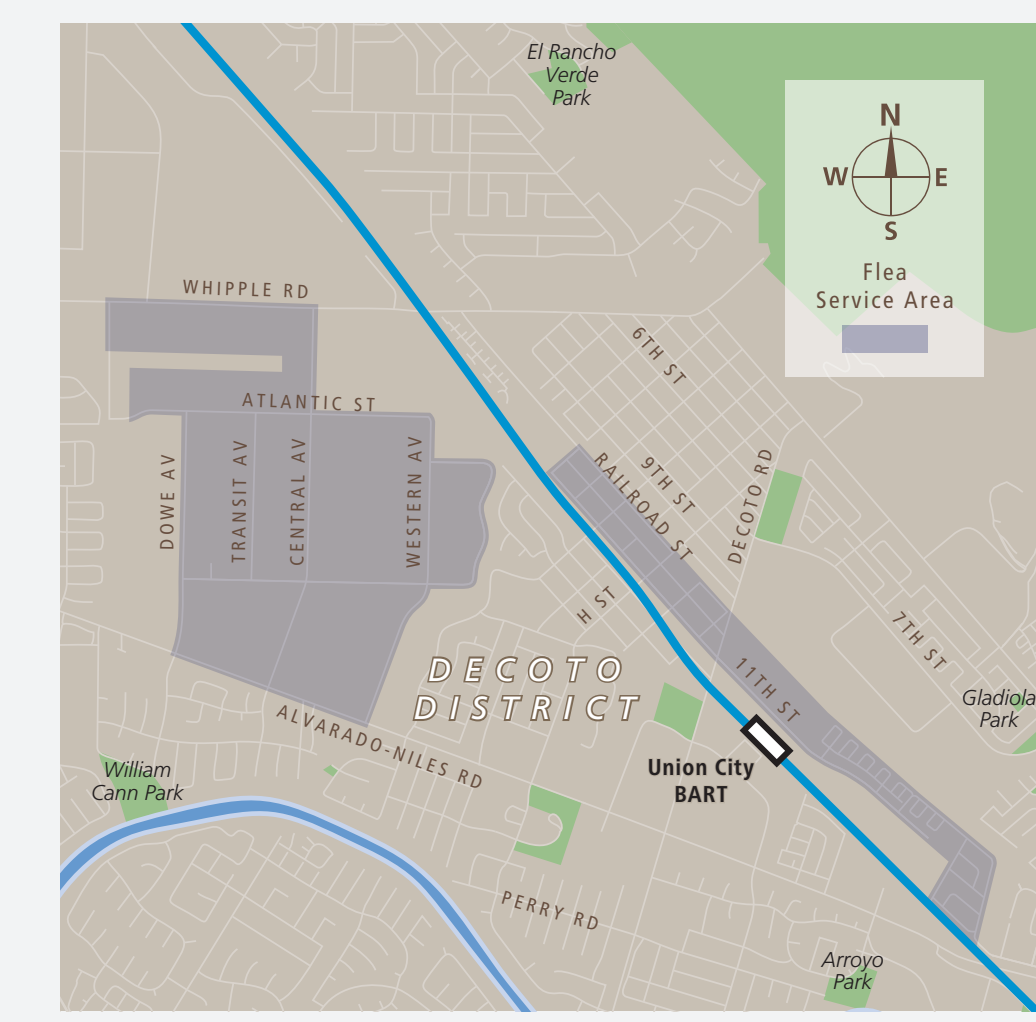 El Rancho
Verde
Park
N
W
E
S
Flea
Service Area
WHIPPLE RD
6TH ST
ATLANTIC ST
DOWE AV
TRANSIT AV
CENTRAL AV
WESTERN AV
RAILROAD ST
9TH ST
DECOTO RD
H ST
7TH ST
DECOTO
DISTRICT
11TH ST
Gladiola
Park
ALVARADO-NILES RD
Union City
BART
William
Cann Park
PERRY RD
Arroyo
Park